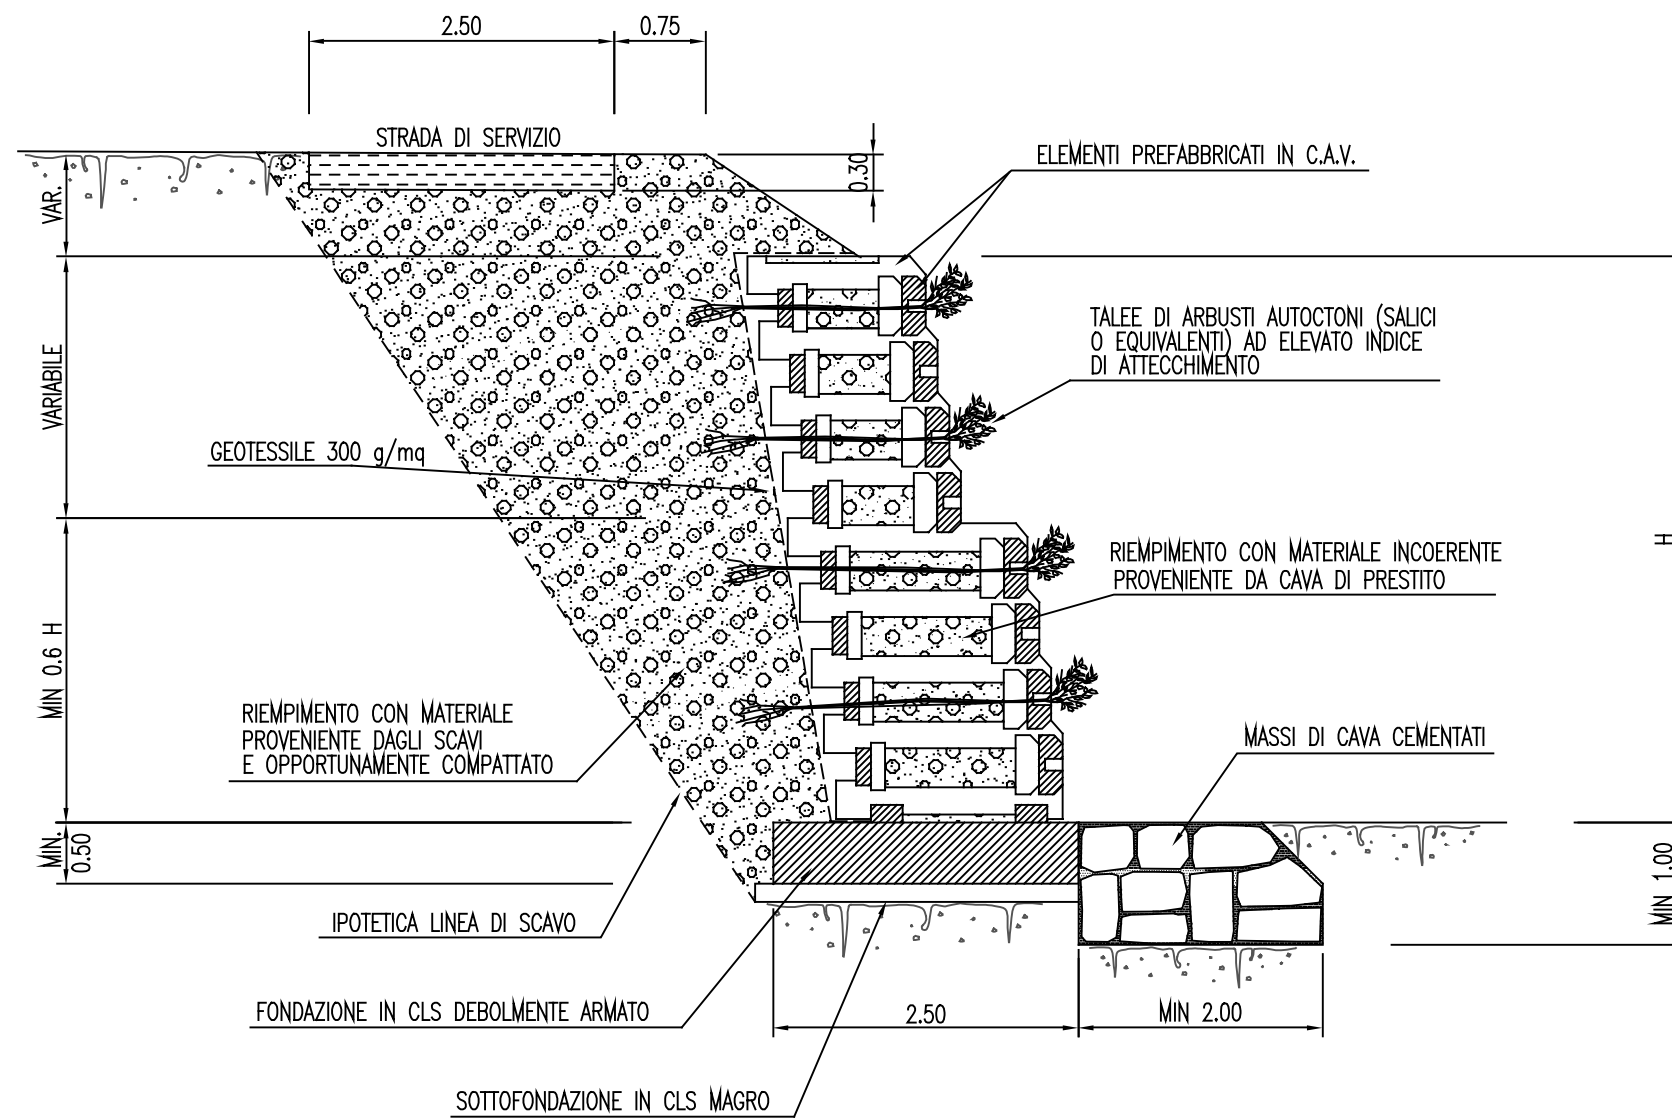 2.50
0.75
STRADA DI SERVIZIO
0.30
ELEMENTI PREFABBRICATI IN C.A.V.
VAR.
TALEE DI ARBUSTI AUTOCTONI (SALICI
O EQUIVALENTI) AD ELEVATO INDICE
DI ATTECCHIMENTO
VARIABILE
GEOTESSILE 300 g/mq
H
RIEMPIMENTO CON MATERIALE INCOERENTE
PROVENIENTE DA CAVA DI PRESTITO
MIN 0.6 H
RIEMPIMENTO CON MATERIALE
PROVENIENTE DAGLI SCAVI
E OPPORTUNAMENTE COMPATTATO
MASSI DI CAVA CEMENTATI
MIN.
0.50
MIN 1.00
IPOTETICA LINEA DI SCAVO
FONDAZIONE IN CLS DEBOLMENTE ARMATO
2.50
MIN 2.00
SOTTOFONDAZIONE IN CLS MAGRO